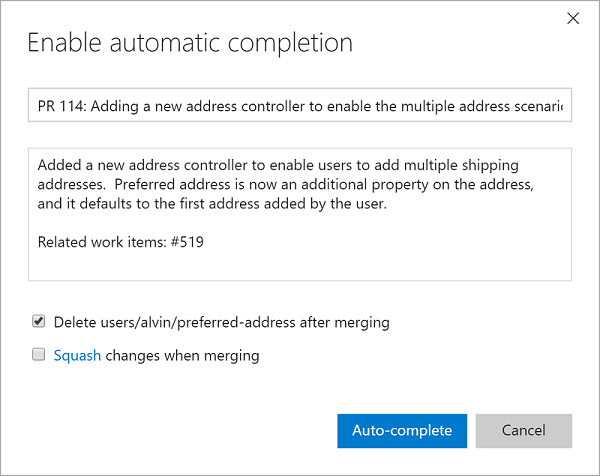 Enable automatic completion
PR 114: Adding a new address controller to enable the multiple address scenari
Added a new address controller to enable users to add multiple shipping
addresses.  Preferred address is now an additional property on the address,
and it defaults to the first address added by the user.
Related work items: #519
Delete users/alvin/preferred-address after merging
Squash changes when merging
Auto-complete
Cancel